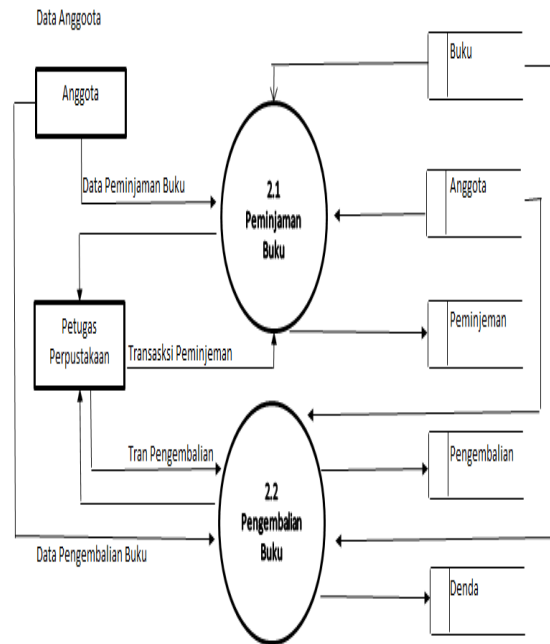 Data Anggoota
Anggota
Buku
Data Peminjaman Buku
2.1
Peminjaman
Buku
Anggota
Petugas
Perpustakaan
Transasksi Peminjeman
Peminjeman
Tran Pengembalian
2.2
Pengembalian
Buku
Pengembalian
Data Pengembalian Buku
Denda